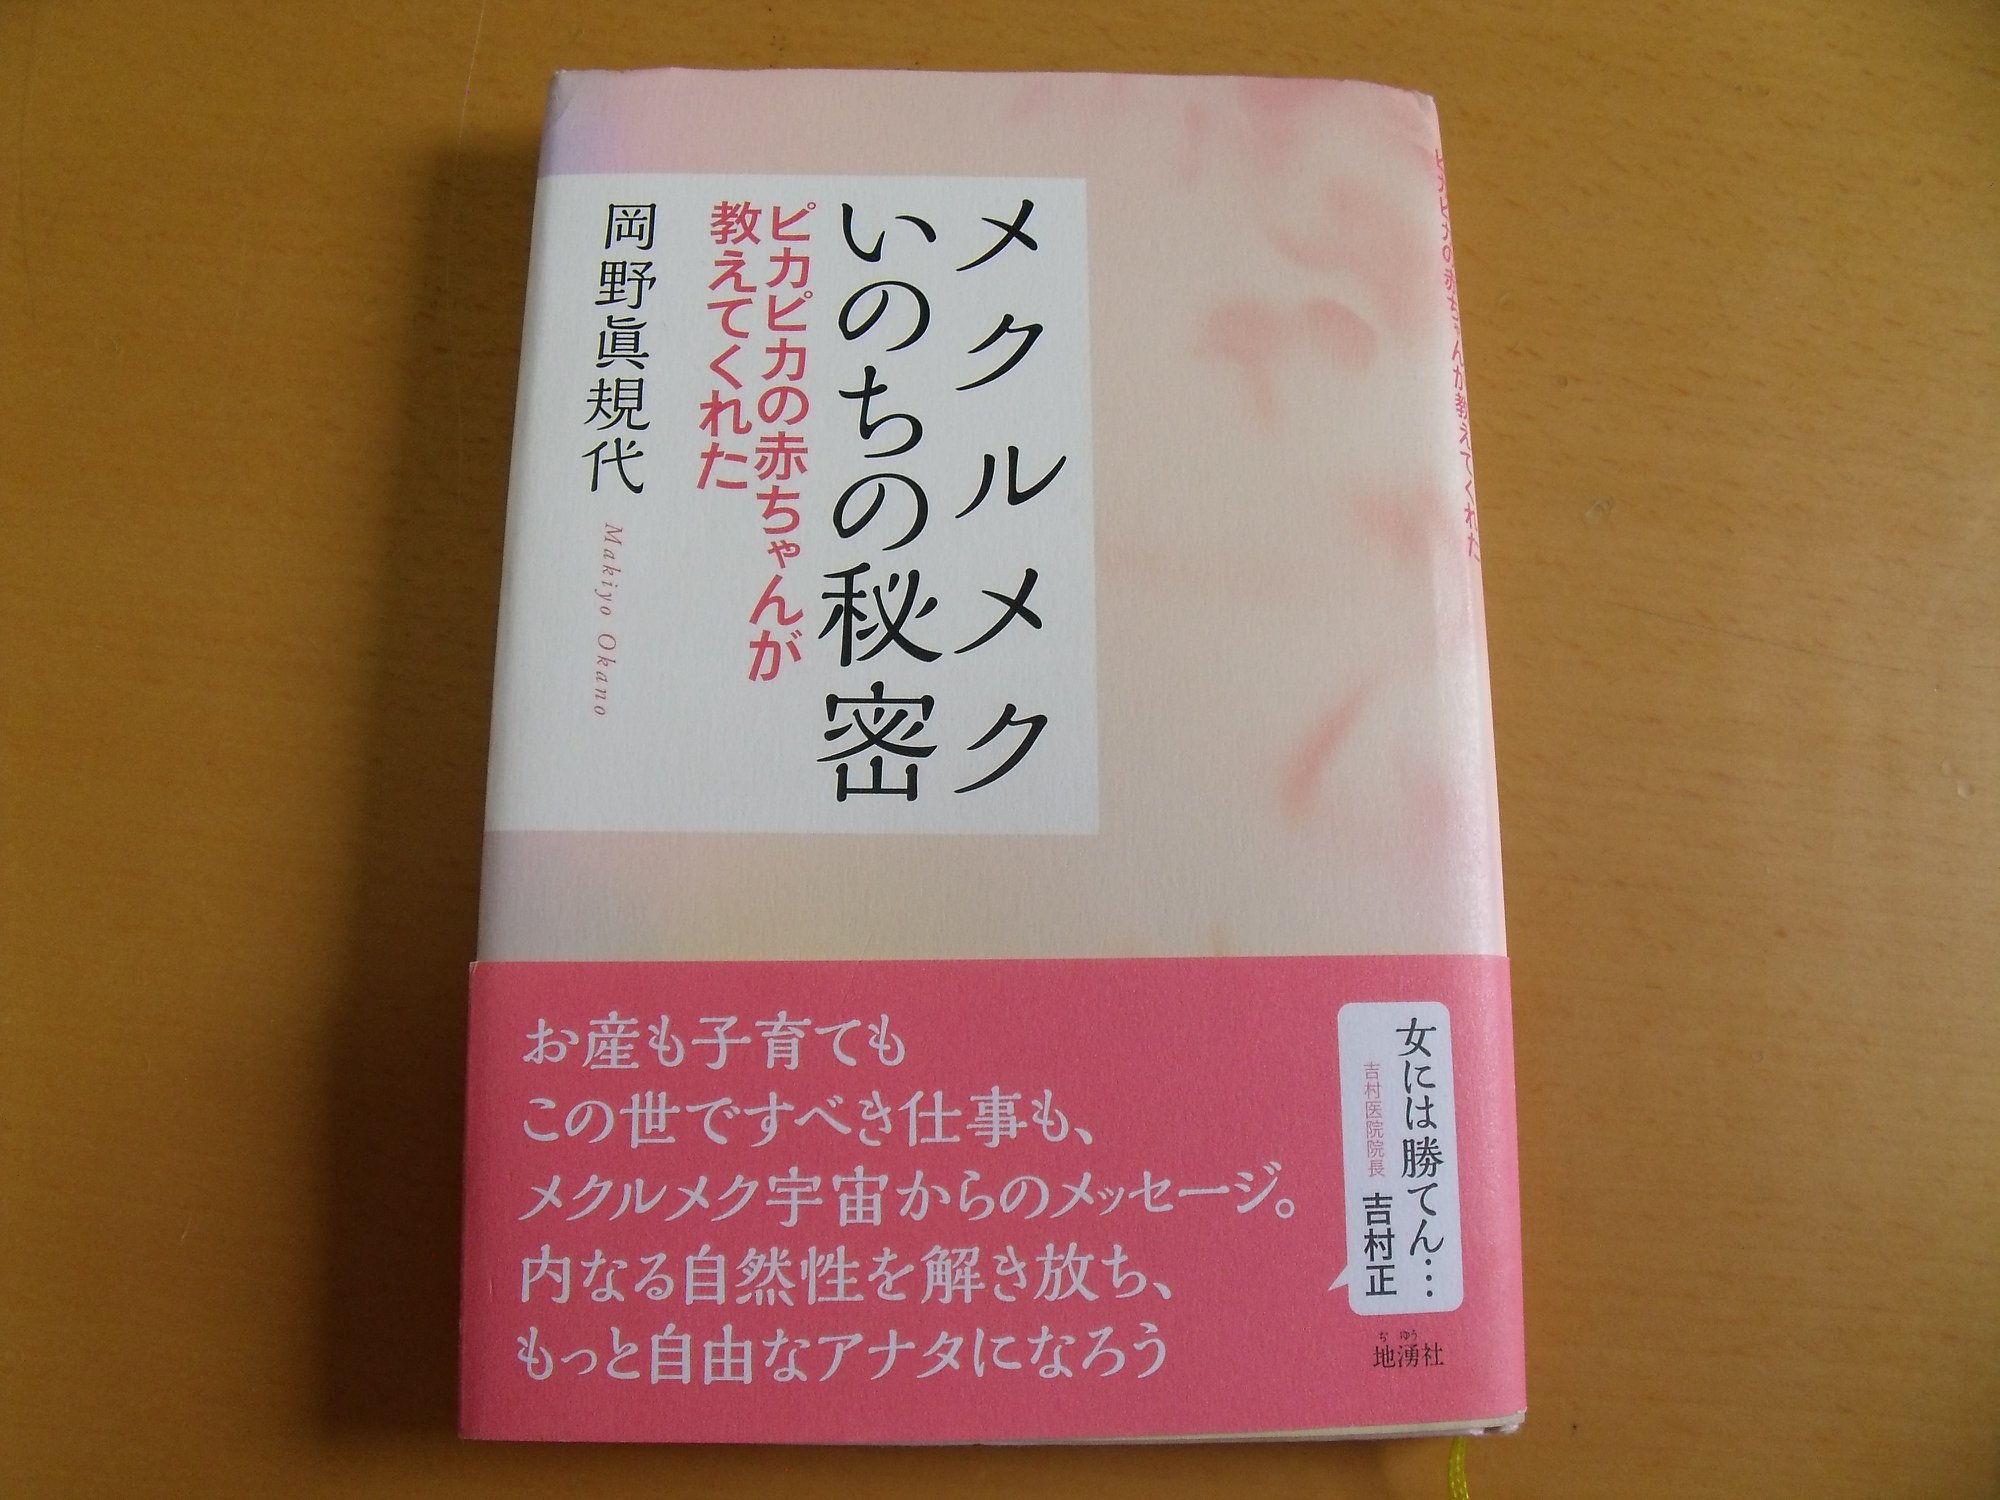 メクルメク
いのちの秘密
ピカピカの赤ちゃんが
教えてくれた
岡野眞規代
Makiyo Okano
ピカピカの赤ちゃんが教えてくれた
お産も子育ても
この世ですべき仕事も、
メクルメク宇宙からのメッセージ。
内なる自然性を解き放ち、
もっと自由なアナタになろう
女には勝てん…
吉村医院院長 吉村正
ぢ ゆう
地湧社